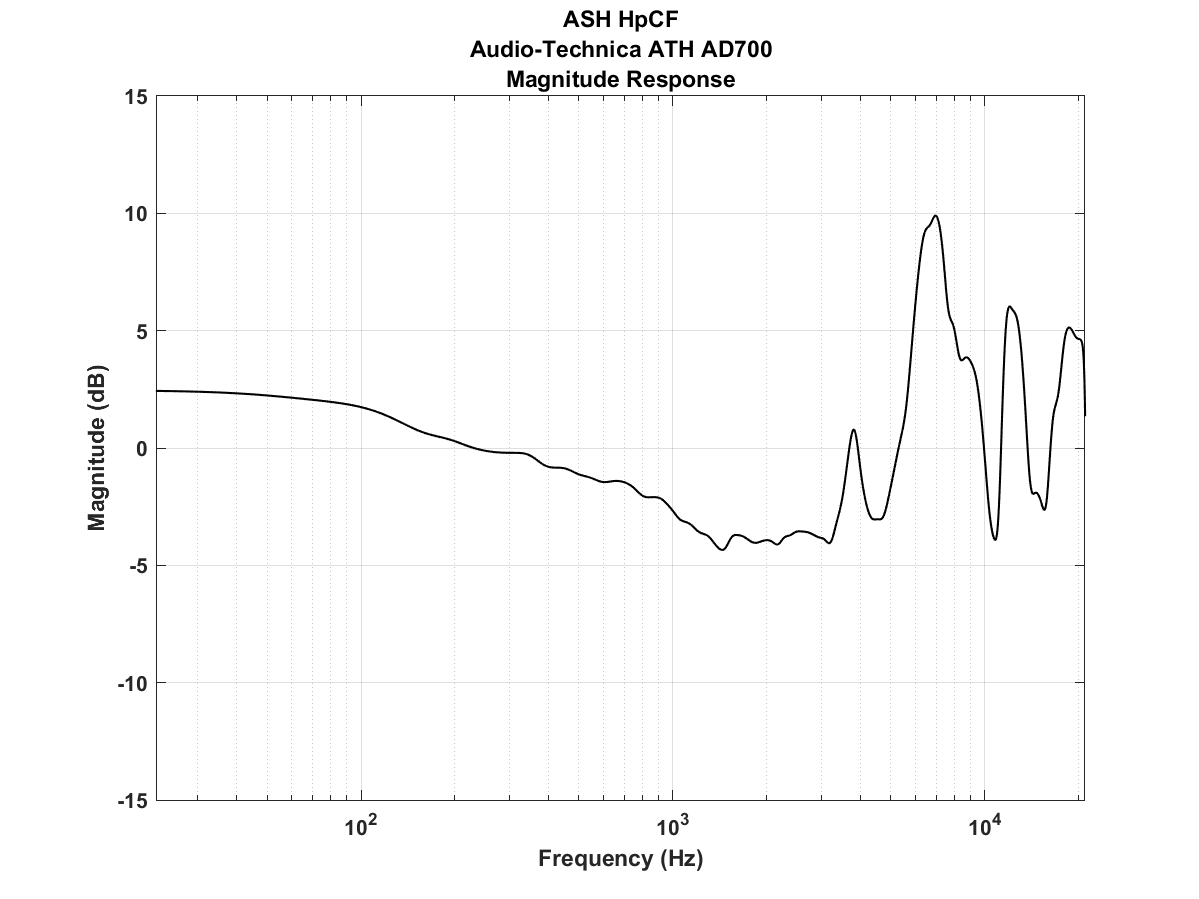 ASH HpCF
Audio-Technica ATH AD700
Magnitude Response
15
10
5
0
-5
-10
-15
Magnitude (dB)
10²
10³
10⁴
Frequency (Hz)